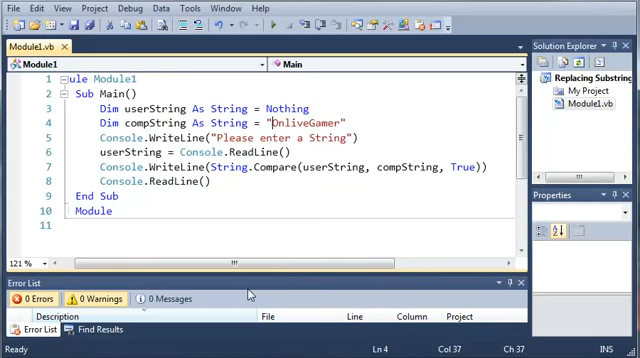 File Edit View Project Debug Data Tools Architecture Test Analyze Window Help
Module1.vb
Module1
Main
1 ule Module1
2 Sub Main()
3 Dim userString As String = Nothing
4 Dim compString As String = "OnliveGamer"
5 Console.WriteLine("Please enter a String")
6 userString = Console.ReadLine()
7 Console.WriteLine(String.Compare(userString, compString, True))
8 Console.ReadLine()
9 End Sub
10 Module
11
121 %
Solution Explorer
Replacing Substring
My Project
Module1.vb
Properties
Error List
0 Errors
0 Warnings
0 Messages
Description File Line Column Project
Error List Find Results
Ready Ln 4 Col 37 Ch 37 INS